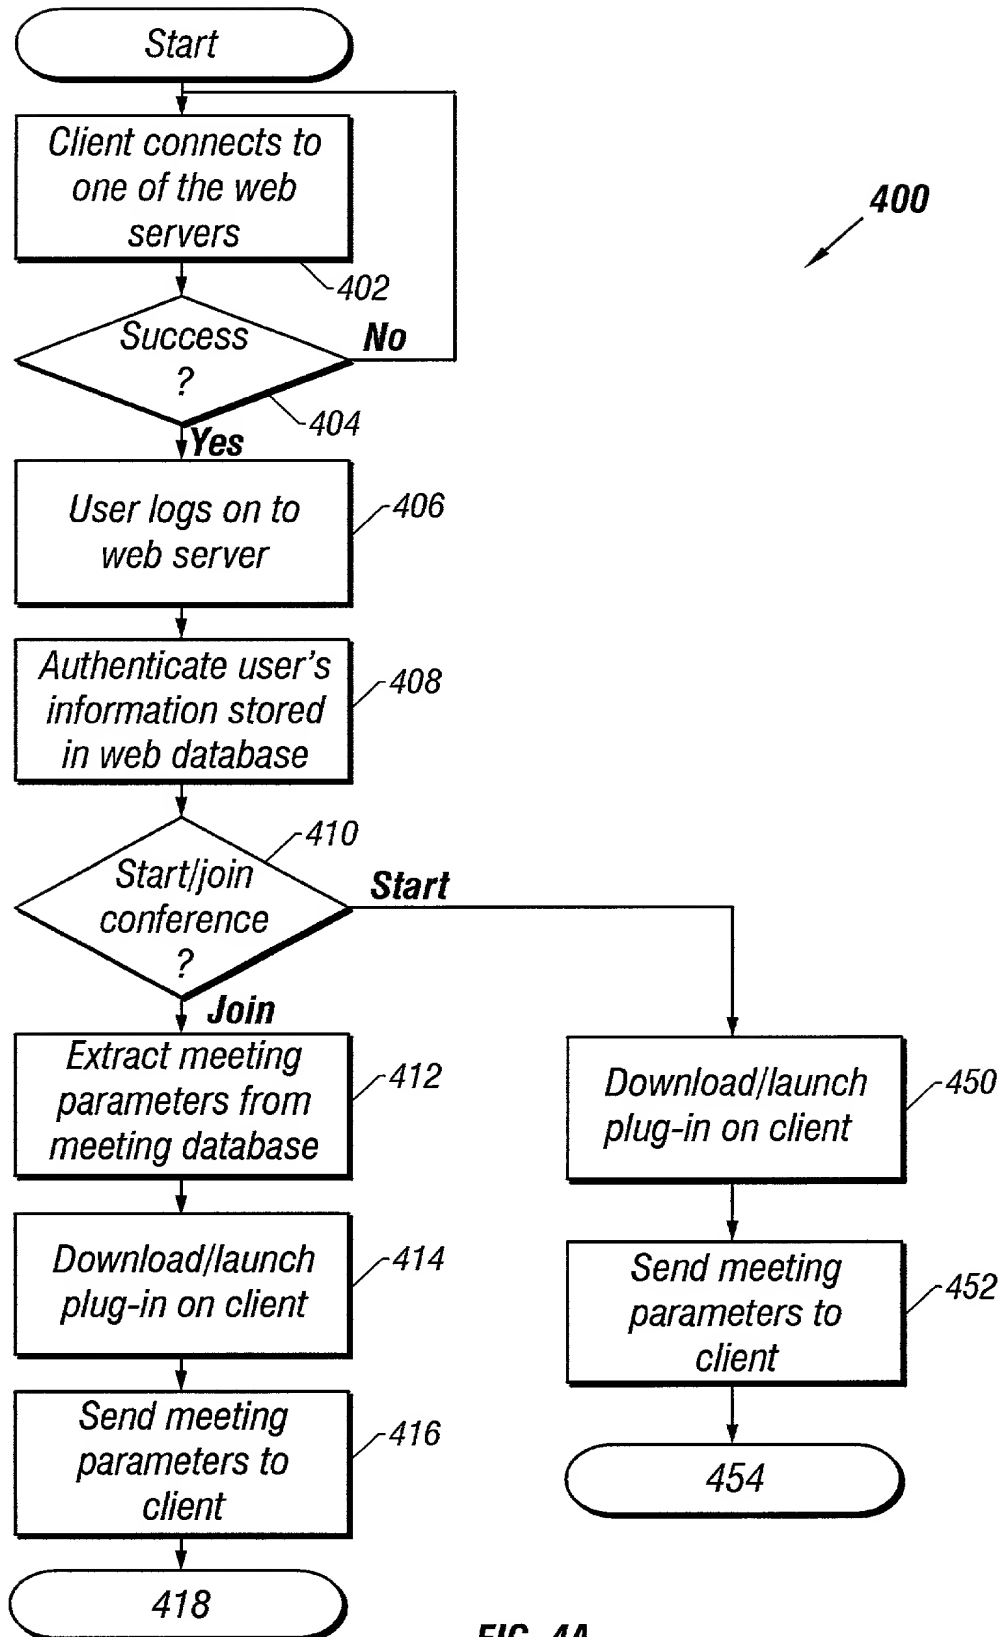 Start
Client connects to
one of the web
servers
400
402
Success
?
No
404
Yes
User logs on to
web server
406
Authenticate user's
information stored
in web database
408
410
Start/join
conference
?
Start
Join
Extract meeting
parameters from
meeting database
412
Download/launch
plug-in on client
450
Download/launch
plug-in on client
414
Send meeting
parameters to
client
452
Send meeting
parameters to
client
416
454
418
FIG. 4A